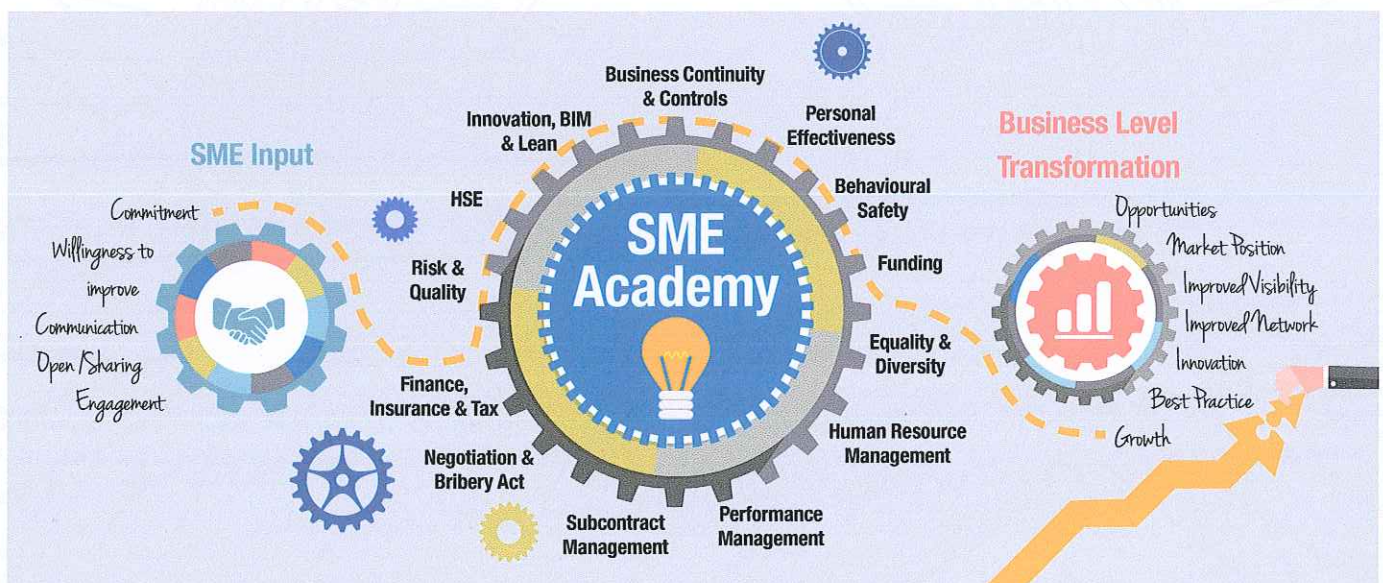 SME Input
Commitment
Willingness to
improve
Communication
Open/Sharing
Engagement
Business Continuity
& Controls
Innovation, BIM
& Lean
HSE
Risk &
Quality
Finance,
Insurance & Tax
Negotiation &
Bribery Act
Subcontract
Management
Performance
Management
Human Resource
Management
Equality &
Diversity
Funding
Behavioural
Safety
Personal
Effectiveness
SME
Academy
Business Level
Transformation
Opportunities
Market Position
Improved Visibility
Improved Network
Innovation
Best Practice
Growth